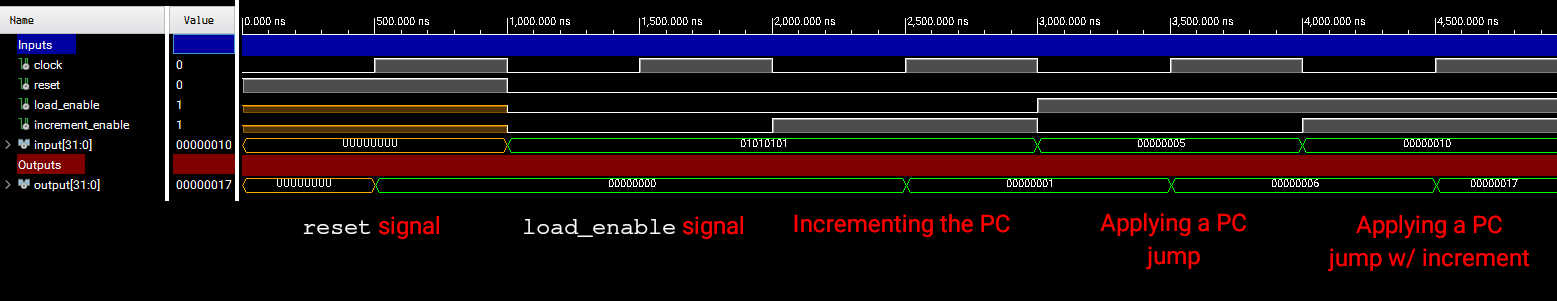 Name Value 0.000 ns 500.000 ns 1,000.000 ns 1,500.000 ns 2,000.000 ns 2,500.000 ns 3,000.000 ns 3,500.000 ns 4,000.000 ns 4,500.000 ns
Inputs
clock 0
reset 0
load_enable 1
increment_enable 1
input[31:0] 00000010 00000000 01010101 00000005 00000010
Outputs
output[31:0] 00000017 00000000 00000000 00000001 00000006 00000017
reset signal
load_enable signal
Incrementing the PC
Applying a PC
jump
Applying a PC
jump w/ increment